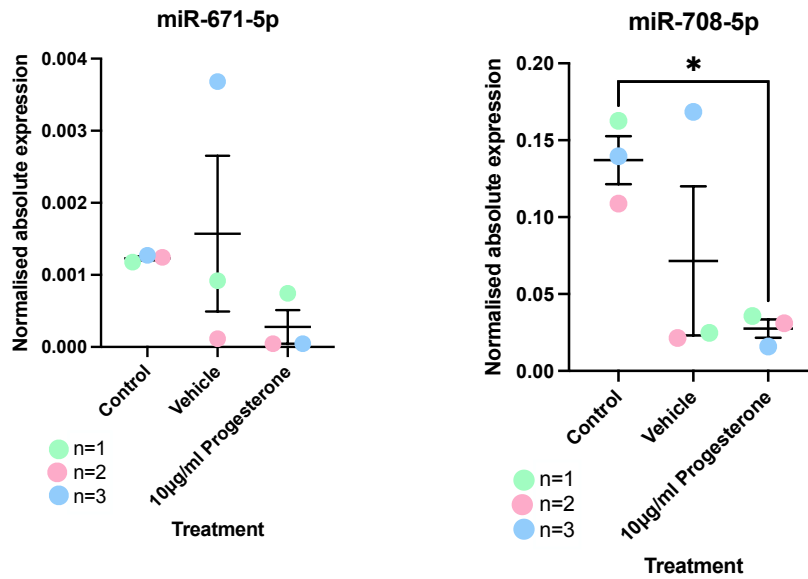 miR-671-5p
Normalised absolute expression
0.004
0.003
0.002
0.001
0.000
Control
Vehicle
10µg/ml Progesterone
n=1
n=2
n=3
Treatment
miR-708-5p
Normalised absolute expression
0.20
0.15
0.10
0.05
0.00
*
Control
Vehicle
10µg/ml Progesterone
n=1
n=2
n=3
Treatment